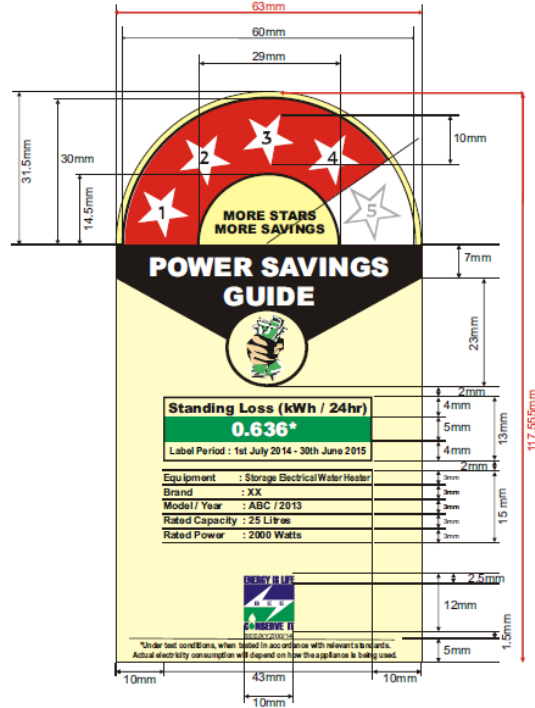 63mm
60mm
29mm
31.5mm
30mm
14.5mm
10mm
1
2
3
4
5
MORE STARS
MORE SAVINGS
POWER SAVINGS
GUIDE
7mm
23mm
2mm
Standing Loss (kWh / 24hr)
4mm
0.636*
5mm
13mm
Label Period : 1st July 2014 - 30th June 2015
4mm
2mm
117.555mm
Equipment : Storage Electrical Water Heater
3mm
Brand : XX
3mm
Model / Year : ABC / 2013
3mm
15 mm
Rated Capacity : 25 Litres
3mm
Rated Power : 2000 Watts
3mm
ENERGY IS LIFE
BEE
CONSERVE IT
2.5mm
12mm
1.5mm
*Under test conditions, when tested in accordance with relevant standards.
Actual electricity consumption will depend on how the appliance is being used.
5mm
10mm
43mm
10mm
10mm